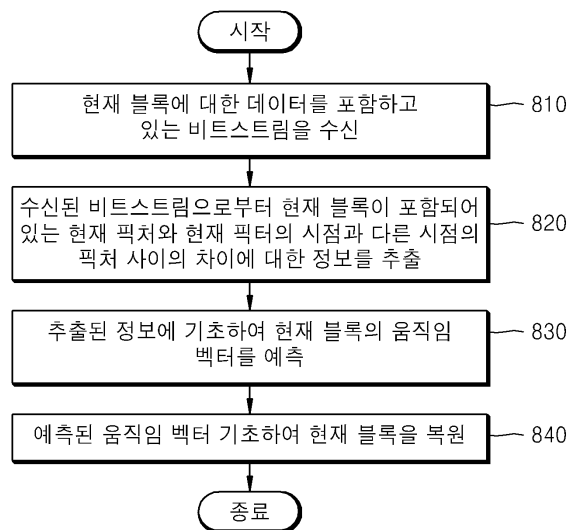 시작
현재 블록에 대한 데이터를 포함하고
있는 비트스트림을 수신
810
수신된 비트스트림으로부터 현재 블록이 포함되어
있는 현재 픽처와 현재 픽터의 시점과 다른 시점의
픽처 사이의 차이에 대한 정보를 추출
820
추출된 정보에 기초하여 현재 블록의 움직임
벡터를 예측
830
예측된 움직임 벡터 기초하여 현재 블록을 복원
840
종료